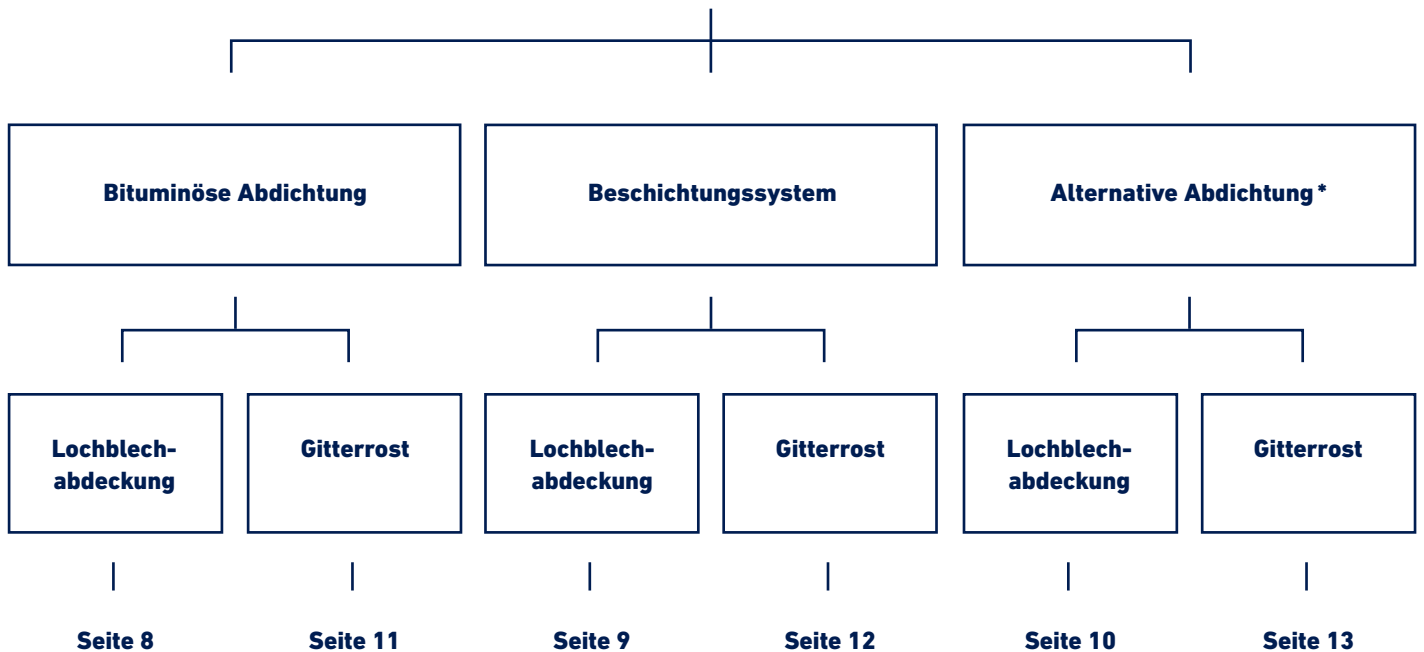 Bituminöse Abdichtung
Beschichtungssystem
Alternative Abdichtung*
Lochblech-
abdeckung
Gitterrost
Lochblech-
abdeckung
Gitterrost
Lochblech-
abdeckung
Gitterrost
Seite 8
Seite 11
Seite 9
Seite 12
Seite 10
Seite 13